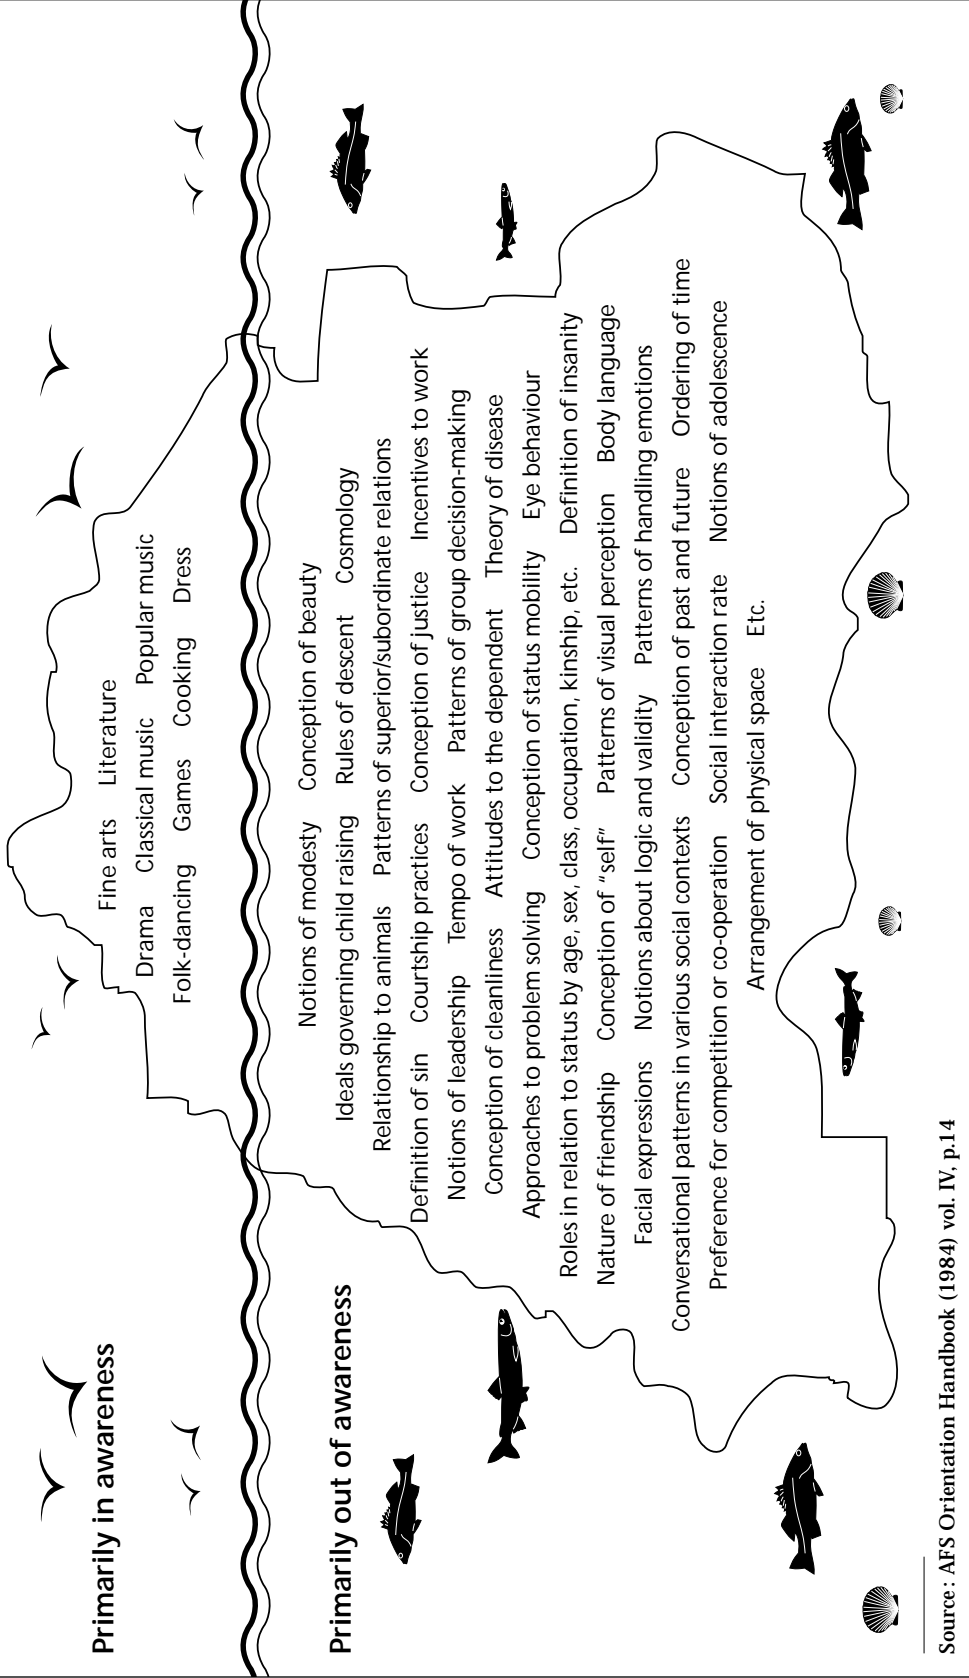 Primarily in awareness
Fine arts Literature
Drama Classical music Popular music
Folk-dancing Games Cooking Dress
Primarily out of awareness
Notions of modesty Conception of beauty
Ideals governing child raising Rules of descent Cosmology
Relationship to animals Patterns of superior/subordinate relations
Definition of sin Courtship practices Conception of justice Incentives to work
Notions of leadership Tempo of work Patterns of group decision-making
Conception of cleanliness Attitudes to the dependent Theory of disease
Approaches to problem solving Conception of status mobility Eye behaviour
Roles in relation to status by age, sex, class, occupation, kinship, etc. Definition of insanity
Nature of friendship Conception of “self” Patterns of visual perception Body language
Facial expressions Notions about logic and validity Patterns of handling emotions
Conversational patterns in various social contexts Conception of past and future Ordering of time
Preference for competition or co-operation Social interaction rate Notions of adolescence
Arrangement of physical space Etc.
Source: AFS Orientation Handbook (1984) vol. IV, p.14